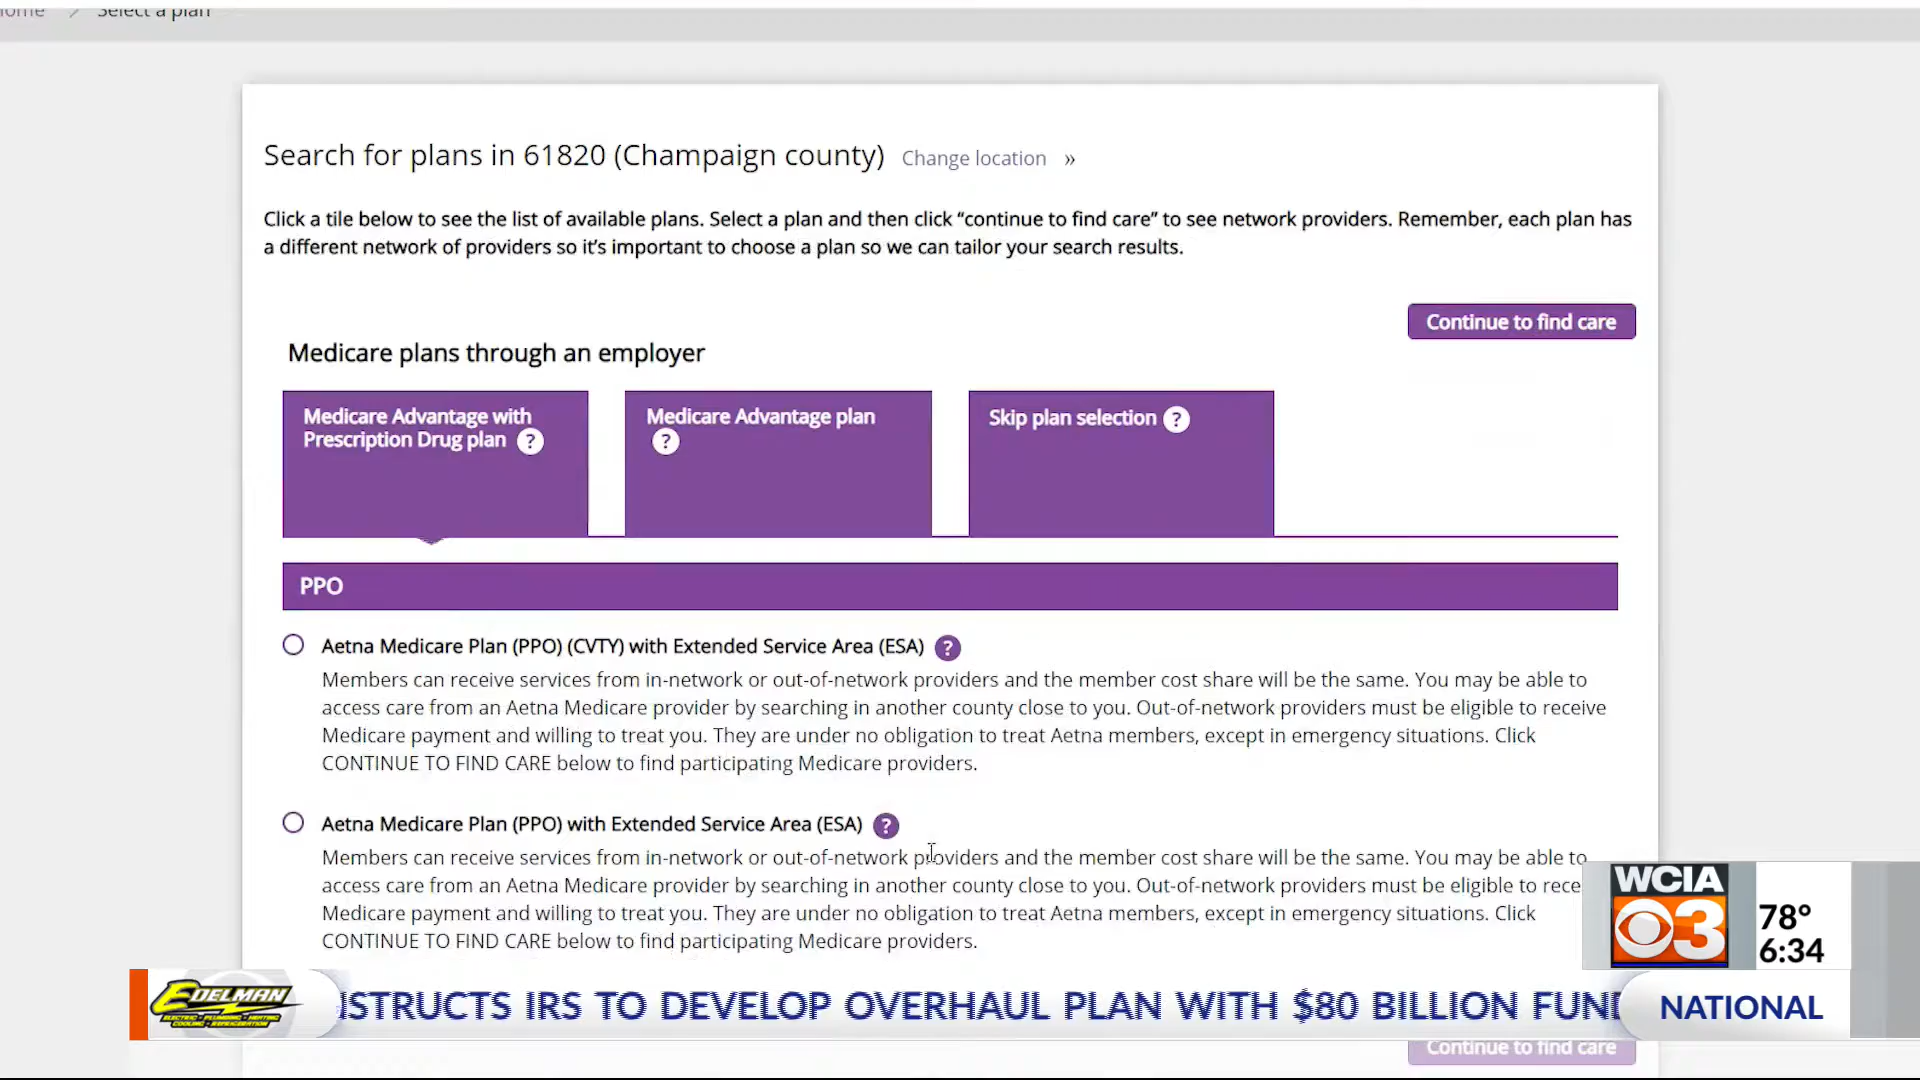 Select a plan
Search for plans in 61820 (Champaign county) Change location »
Click a tile below to see the list of available plans. Select a plan and then click “continue to find care” to see network providers. Remember, each plan has
a different network of providers so it’s important to choose a plan so we can tailor your search results.
Continue to find care
Medicare plans through an employer
Medicare Advantage with
Prescription Drug plan ?
Medicare Advantage plan
?
Skip plan selection ?
PPO
Aetna Medicare Plan (PPO) (CVTY) with Extended Service Area (ESA) ?
Members can receive services from in-network or out-of-network providers and the member cost share will be the same. You may be able to
access care from an Aetna Medicare provider by searching in another county close to you. Out-of-network providers must be eligible to receive
Medicare payment and willing to treat you. They are under no obligation to treat Aetna members, except in emergency situations. Click
CONTINUE TO FIND CARE below to find participating Medicare providers.
Aetna Medicare Plan (PPO) with Extended Service Area (ESA) ?
Members can receive services from in-network or out-of-network providers and the member cost share will be the same. You may be able to
access care from an Aetna Medicare provider by searching in another county close to you. Out-of-network providers must be eligible to rece
Medicare payment and willing to treat you. They are under no obligation to treat Aetna members, except in emergency situations. Click
CONTINUE TO FIND CARE below to find participating Medicare providers.
WCIA
3
78°
6:34
EDELMAN
NSTRUCTS IRS TO DEVELOP OVERHAUL PLAN WITH $80 BILLION FUND
NATIONAL
Continue to find care